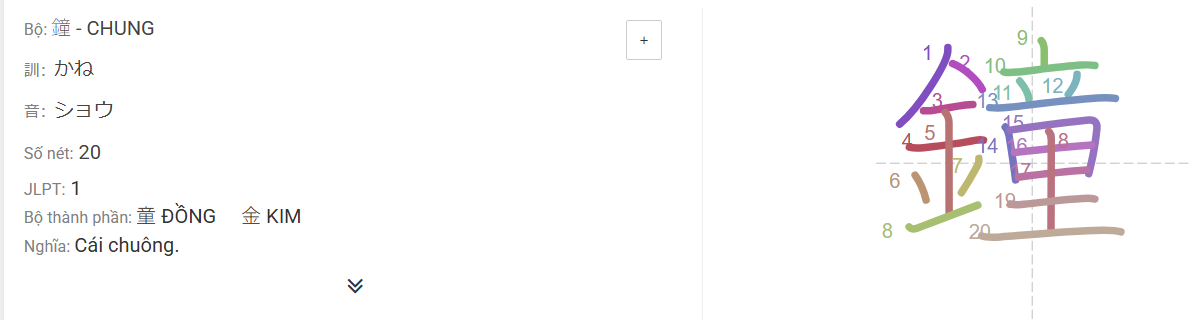 Bộ: 鐘 - CHUNG
+
訓: かね
音: ショウ
Số nét: 20
JLPT: 1
Bộ thành phần: 童 ĐỒNG 金 KIM
Nghĩa: Cái chuông.
鐘
1 2 3 4 5 6 7 8 9 10 11 12 13 14 15 16 17 18 19 20